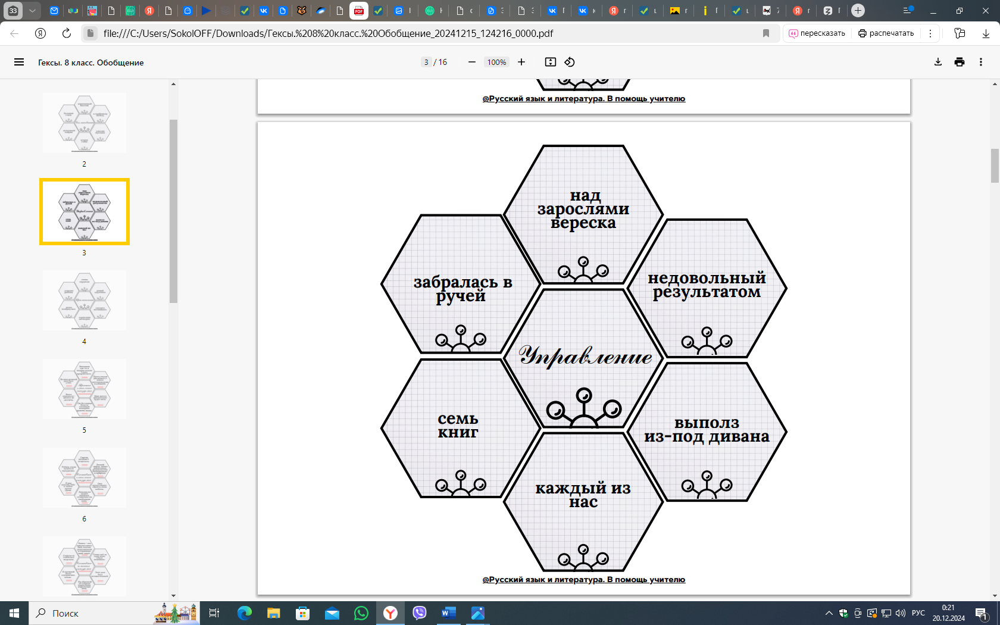 33
file:///C:/Users/SokolOFF/Downloads/Гексы.%208%20класс.%20Обобщение_20241215_124216_0000.pdf
пересказать
распечатать
Гексы. 8 класс. Обобщение
3 / 16
100%
2
3
4
5
6
@Русский язык и литература. В помощь учителю
над
зарослями
вереска
забралась в
ручей
недовольный
результатом
Управление
семь
книг
выполз
из-под дивана
каждый из
нас
@Русский язык и литература. В помощь учителю
Поиск
РУС
0:21
20.12.2024
1